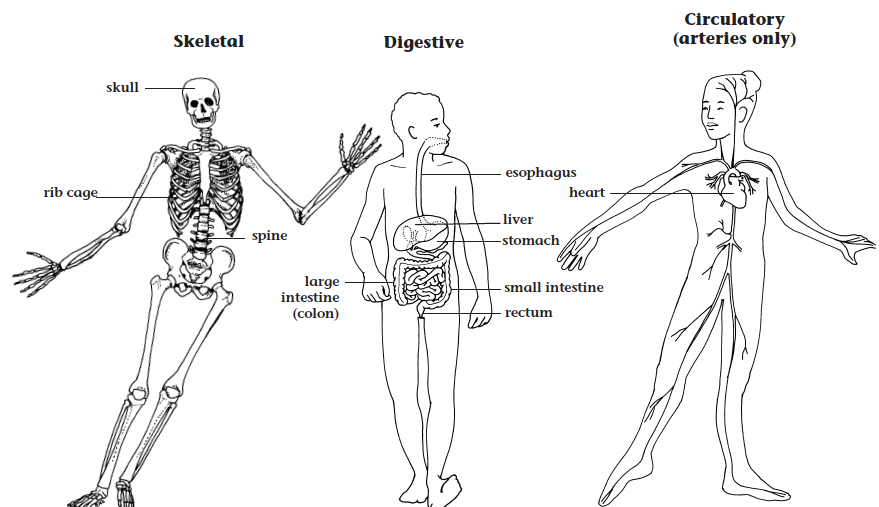 Skeletal
skull
rib cage
spine
Digestive
esophagus
liver
stomach
large
intestine
(colon)
small intestine
rectum
Circulatory
(arteries only)
heart